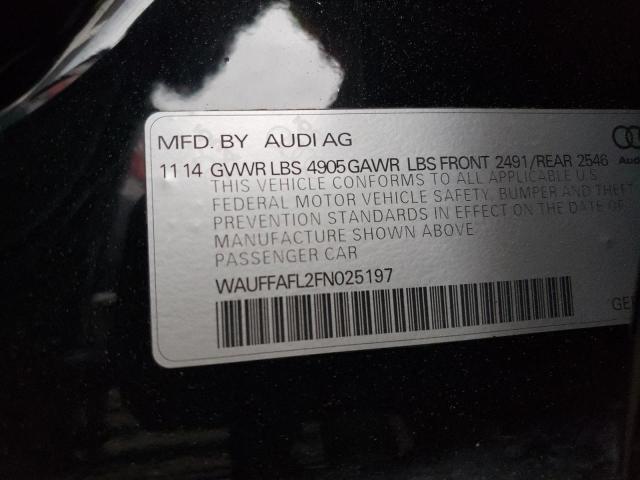 MFD. BY AUDI AG
11 14 GVWR LBS 4905 GAWR LBS FRONT 2491/REAR 2546
THIS VEHICLE CONFORMS TO ALL APPLICABLE U.S.
FEDERAL MOTOR VEHICLE SAFETY, BUMPER AND THEFT
PREVENTION STANDARDS IN EFFECT ON THE DATE OF
MANUFACTURE SHOWN ABOVE
PASSENGER CAR
WAUFFAFL2FN025197